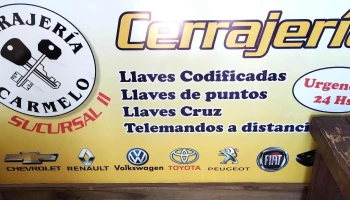 RAJERÍA
CARMELO
SUCURSAL II
Cerrajería
Llaves Codificadas
Llaves de puntos
Llaves Cruz
Telemandos a distanci
Urgen
24 Hs
CHEVROLET
RENAULT
Volkswagen
TOYOTA
PEUGEOT
FIAT